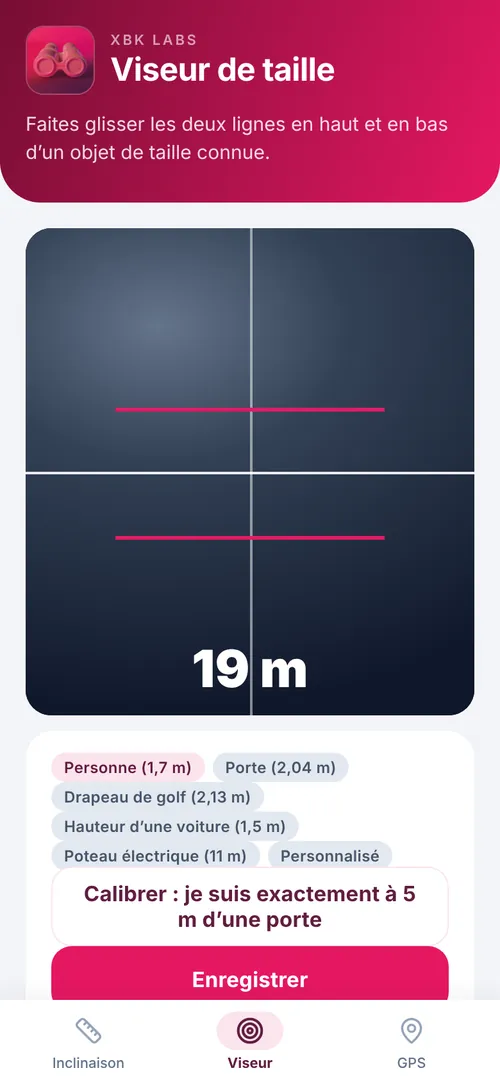 XBK LABS
Viseur de taille
Faites glisser les deux lignes en haut et en bas
d’un objet de taille connue.
19 m
Personne (1,7 m) Porte (2,04 m)
Drapeau de golf (2,13 m)
Hauteur d’une voiture (1,5 m)
Poteau électrique (11 m) Personnalisé
Calibrer : je suis exactement à 5
m d’une porte
Enregistrer
Inclinaison Viseur GPS